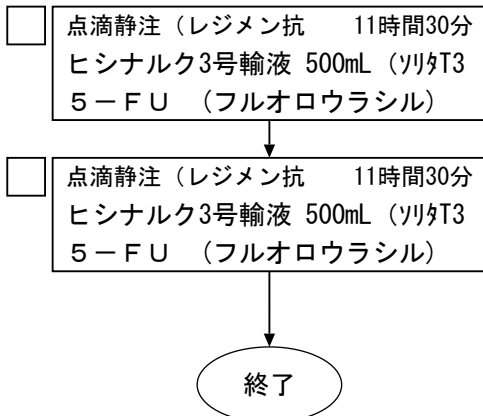 点滴静注（レジメン抗　　11時間30分
ヒシナルク3号輸液 500mL（ｿﾘﾀT3
５－ＦＵ　（フルオロウラシル）
点滴静注（レジメン抗　　11時間30分
ヒシナルク3号輸液 500mL（ｿﾘﾀT3
５－ＦＵ　（フルオロウラシル）
終了